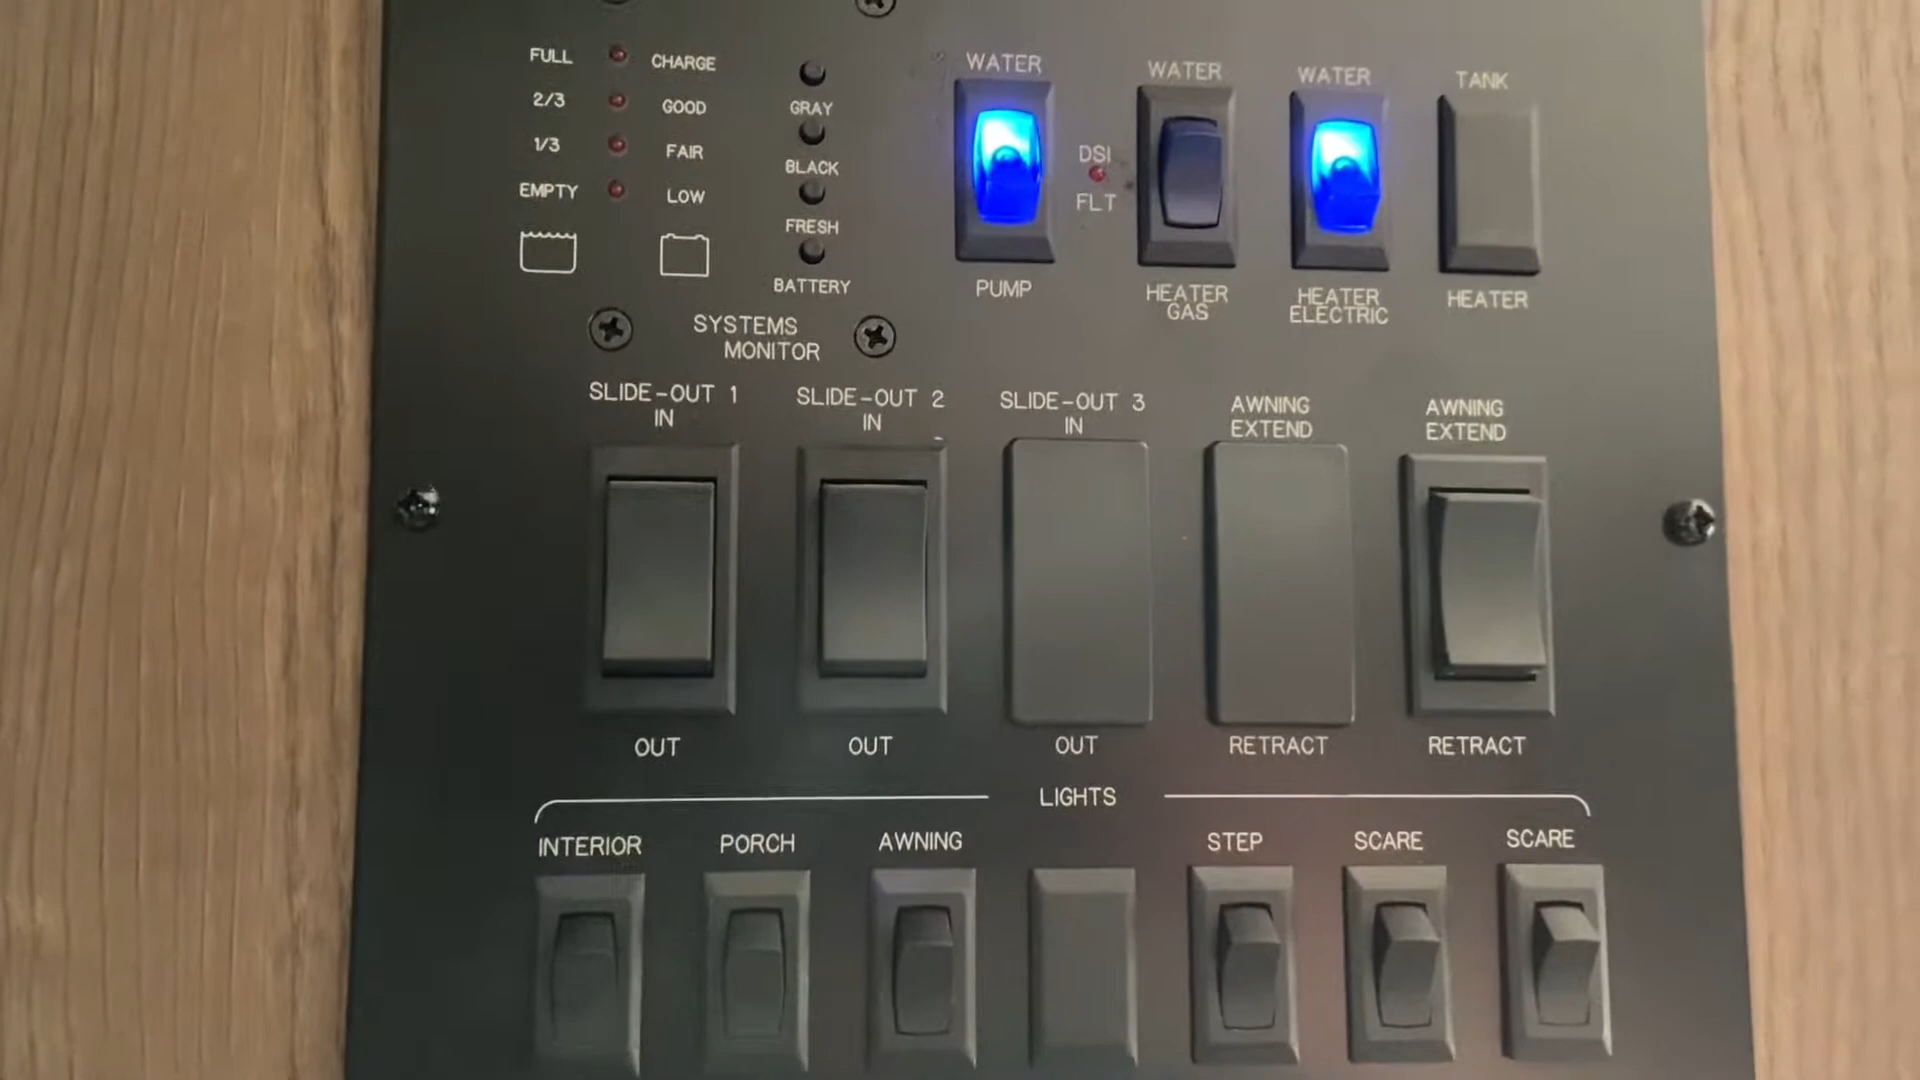 FULL
CHARGE
2/3
GOOD
1/3
FAIR
EMPTY
LOW
GRAY
BLACK
FRESH
BATTERY
SYSTEMS
MONITOR
WATER
PUMP
DSI
FLT
WATER
HEATER
GAS
WATER
HEATER
ELECTRIC
TANK
HEATER
SLIDE-OUT 1
IN
OUT
SLIDE-OUT 2
IN
OUT
SLIDE-OUT 3
IN
OUT
AWNING
EXTEND
RETRACT
AWNING
EXTEND
RETRACT
LIGHTS
INTERIOR
PORCH
AWNING
STEP
SCARE
SCARE